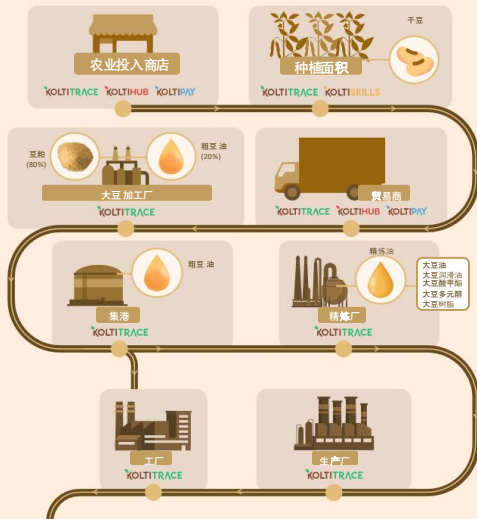 农业投入商店
KOLTITRACE KOLTIHUB KOLTIPAY
干豆
种植面积
KOLTITRACE KOLTISKILLS
豆粕
(80%)
粗豆 油
(20%)
大豆 加工厂
KOLTITRACE
贸易商
KOLTITRACE KOLTIHUB KOLTIPAY
粗豆 油
集港
KOLTITRACE
精炼油
大豆油
大豆润滑油
大豆酸甲酯
大豆多元醇
大豆树脂
精炼厂
KOLTITRACE
工厂
KOLTITRACE
生产厂
KOLTITRACE